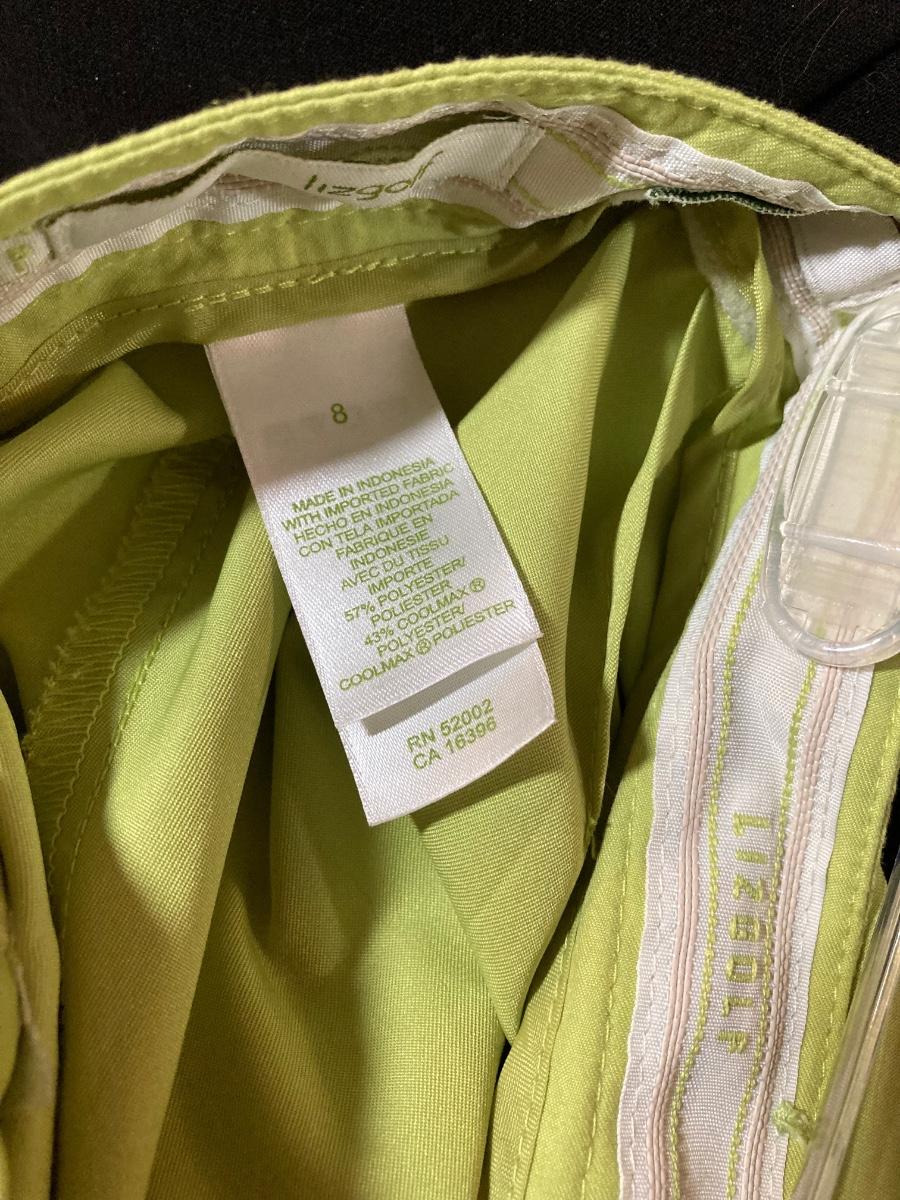 lizgolf
8
MADE IN INDONESIA
WITH IMPORTED FABRIC
HECHO EN INDONESIA
CON TELA IMPORTADA
FABRIQUE EN
INDONESIE
AVEC DU TISSU
IMPORTE
57% POLYESTER/
POLIESTER
43% COOLMAX®
POLYESTER/
COOLMAX® POLIESTER
RN 52002
CA 16396
LIZGOLF
F